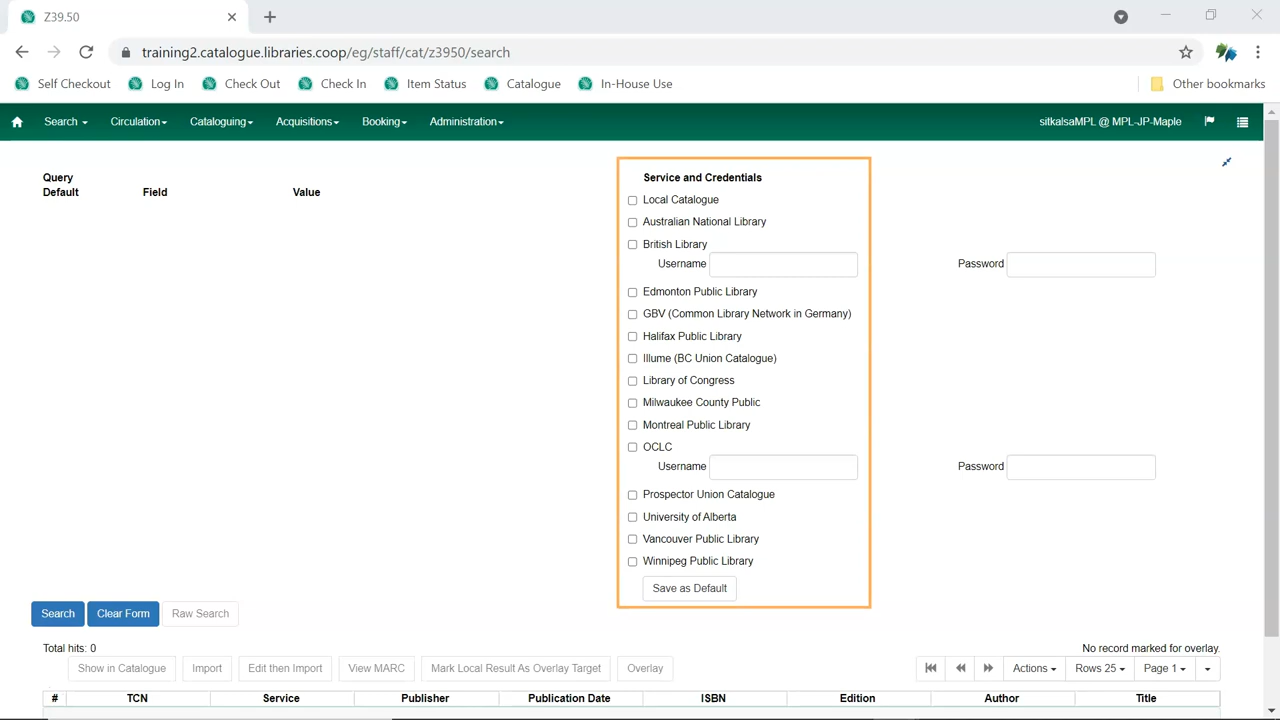 Z39.50
training2.catalogue.libraries.coop/eg/staff/cat/z3950/search
Self Checkout Log In Check Out Check In Item Status Catalogue In-House Use Other bookmarks
Search Circulation Cataloguing Acquisitions Booking Administration sitkalsaMPL @ MPL-JP-Maple
Query Service and Credentials
Default Field Value
Local Catalogue
Australian National Library
British Library
Username Password
Edmonton Public Library
GBV (Common Library Network in Germany)
Halifax Public Library
Illume (BC Union Catalogue)
Library of Congress
Milwaukee County Public
Montreal Public Library
OCLC
Username Password
Prospector Union Catalogue
University of Alberta
Vancouver Public Library
Winnipeg Public Library
Save as Default
Search Clear Form Raw Search
Total hits: 0 No record marked for overlay.
Show in Catalogue Import Edit then Import View MARC Mark Local Result As Overlay Target Overlay Actions Rows 25 Page 1
# TCN Service Publisher Publication Date ISBN Edition Author Title